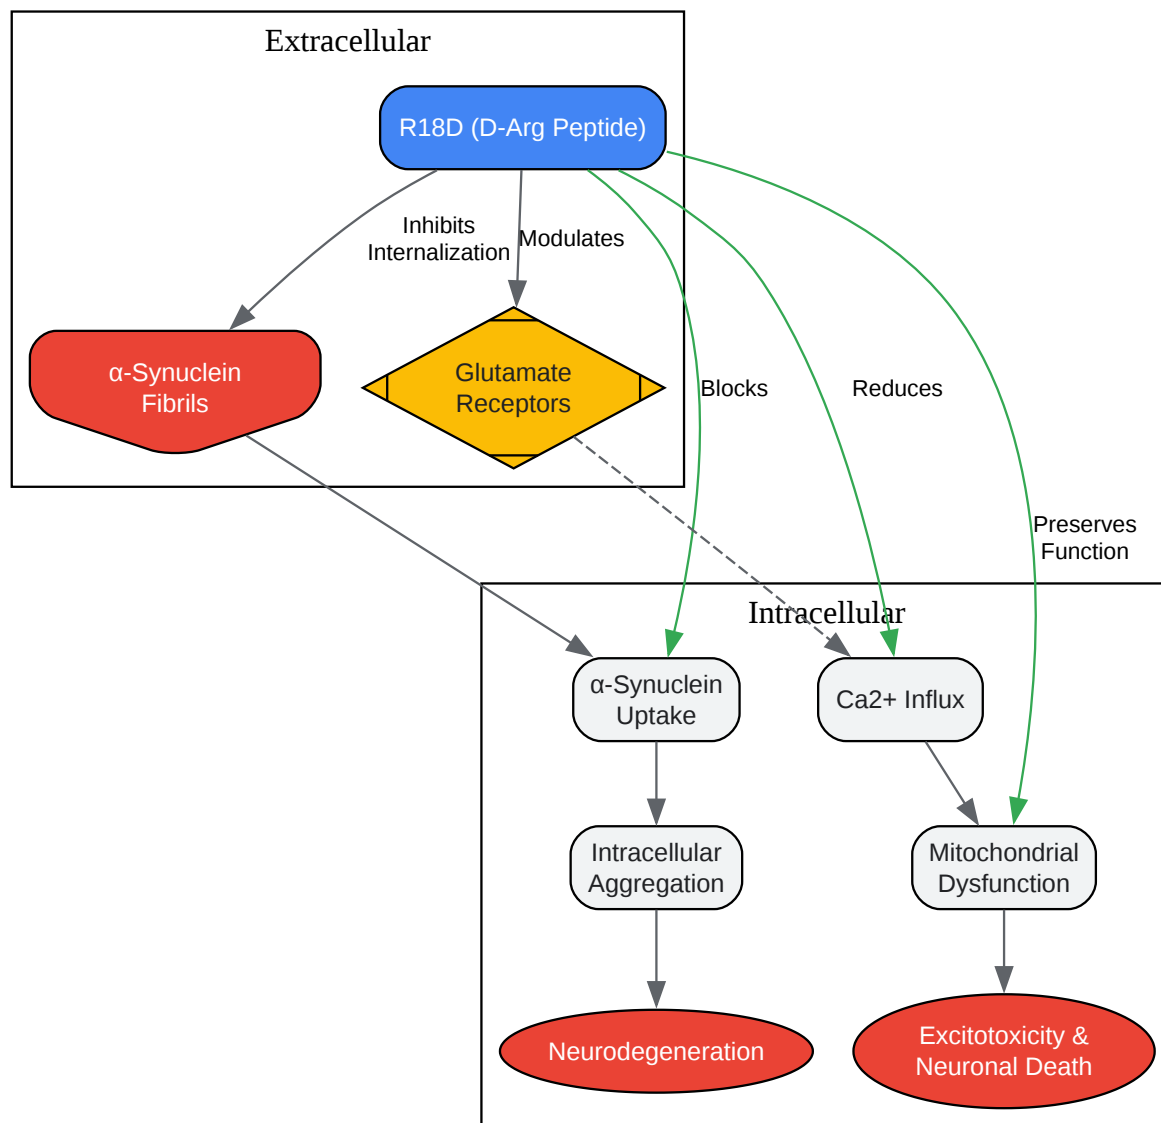 Extracellular
R18D (D-Arg Peptide)
Inhibits
Internalization
Modulates
α-Synuclein
Fibrils
Glutamate
Receptors
Blocks
Reduces
Preserves
Function
Intracellular
α-Synuclein
Uptake
Ca2+ Influx
Intracellular
Aggregation
Mitochondrial
Dysfunction
Neurodegeneration
Excitotoxicity &
Neuronal Death